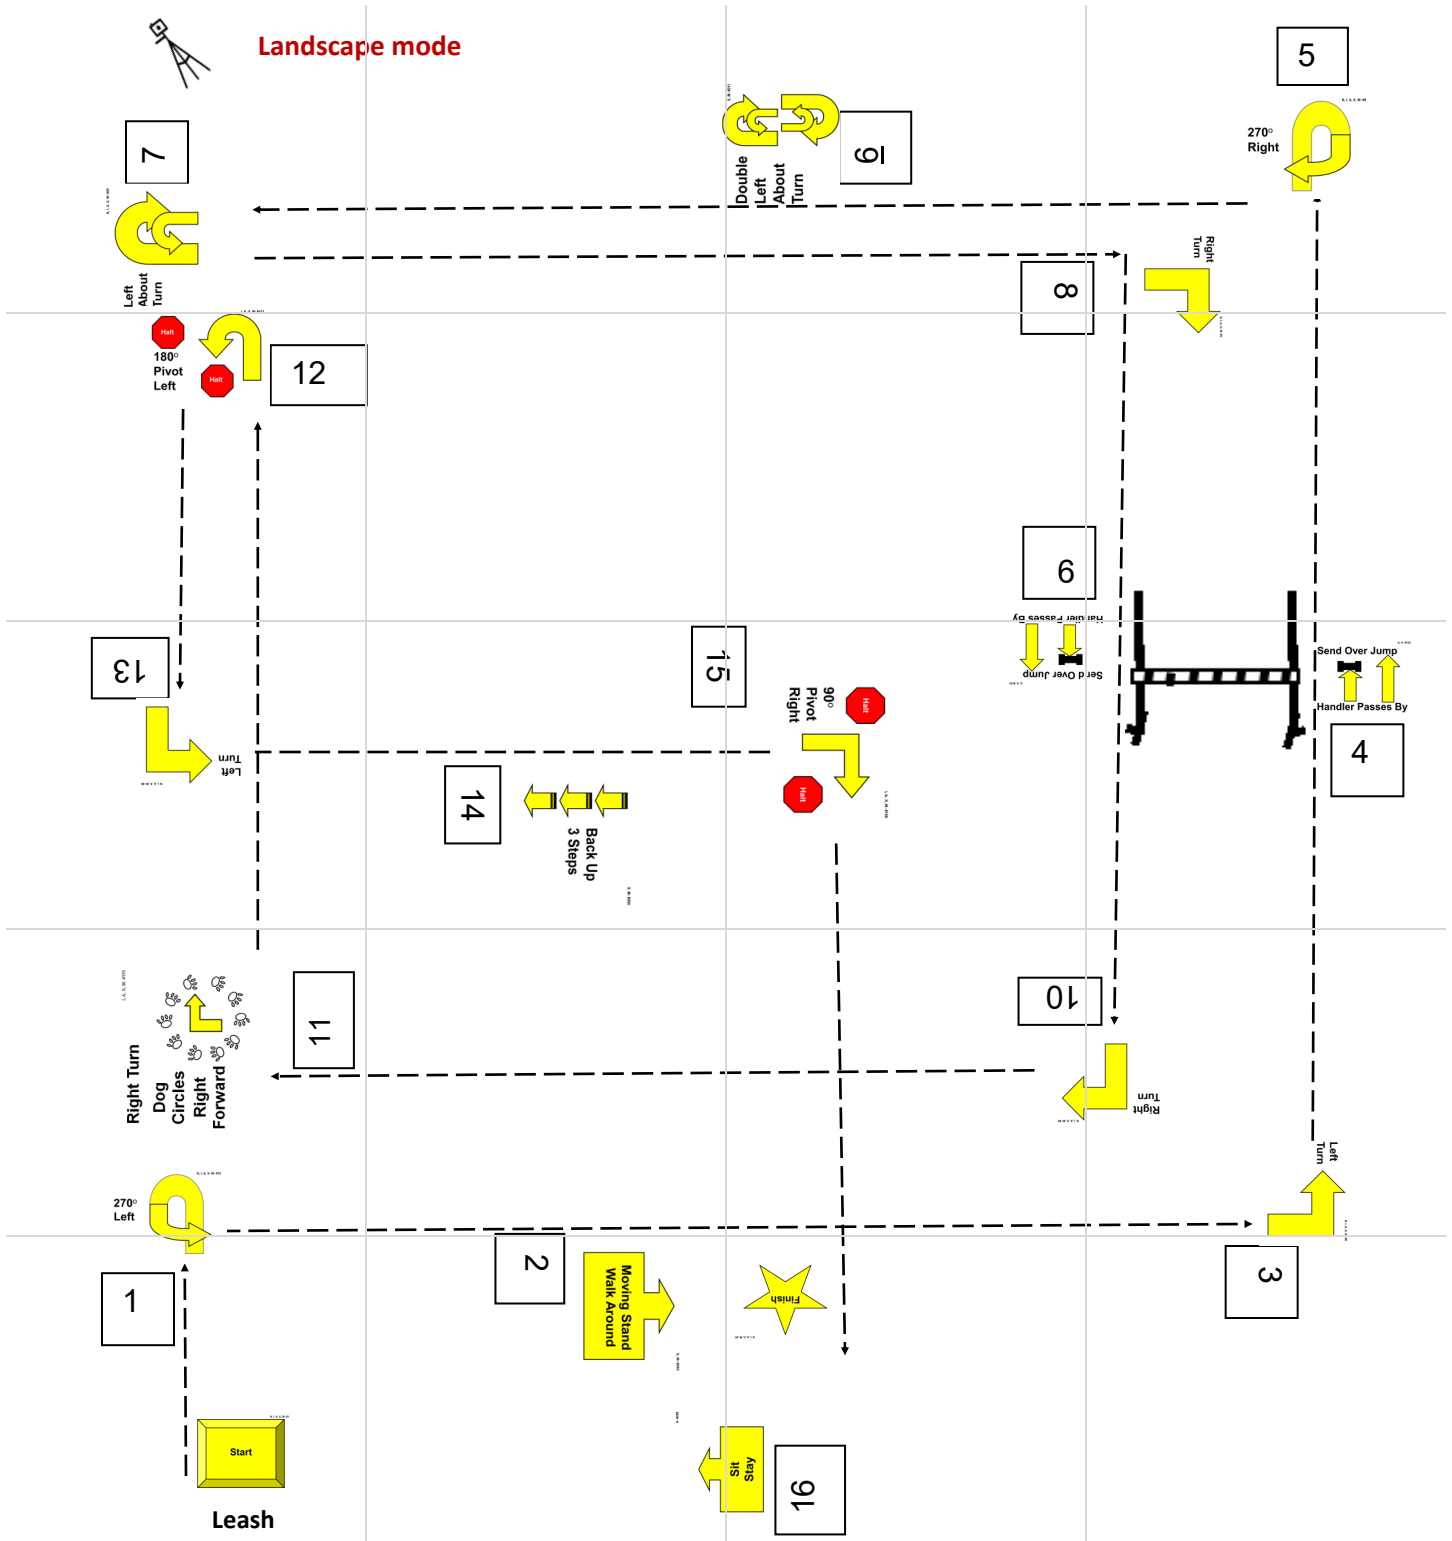 Landscape mode
5
270°
Right
6
Double
Left
About
Turn
7
Left
About
Turn
8
Right
Turn
Halt
180°
Pivot
Left
Halt
12
9
Handler Passes By
Send Over Jump
Send Over Jump
Handler Passes By
4
13
Left
Turn
15
90°
Pivot
Right
Halt
Halt
14
Back Up
3 Steps
11
Right Turn
Dog
Circles
Right
Forward
10
Right
Turn
Left
Turn
3
270°
Left
1
2
Moving Stand
Walk Around
Finish
Start
Leash
Sit
Stay
16